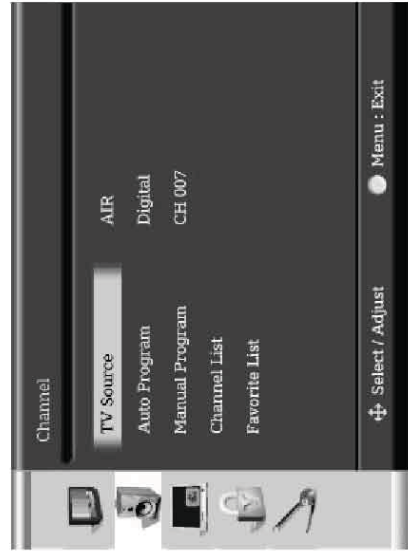 Channel
TV Source AIR
Auto Program Digital
Manual Program CH 007
Channel List
Favorite List
Select / Adjust Menu : Exit